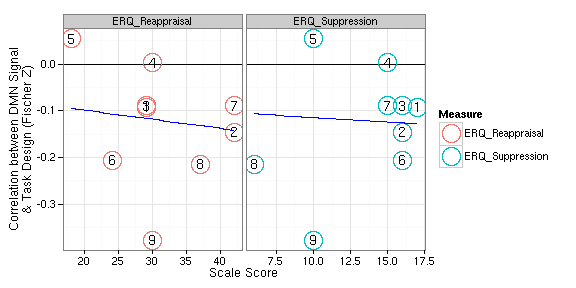 ERQ_Reappraisal ERQ_Suppression
Correlation between DMN Signal
& Task Design (Fischer Z)
0.0
-0.1
-0.2
-0.3
5 4 7 2 6 8 9
5 4 7 3 1 2 6 8 9
20 25 30 35 40 7.5 10.0 12.5 15.0 17.5
Scale Score
Measure
ERQ_Reappraisal
ERQ_Suppression